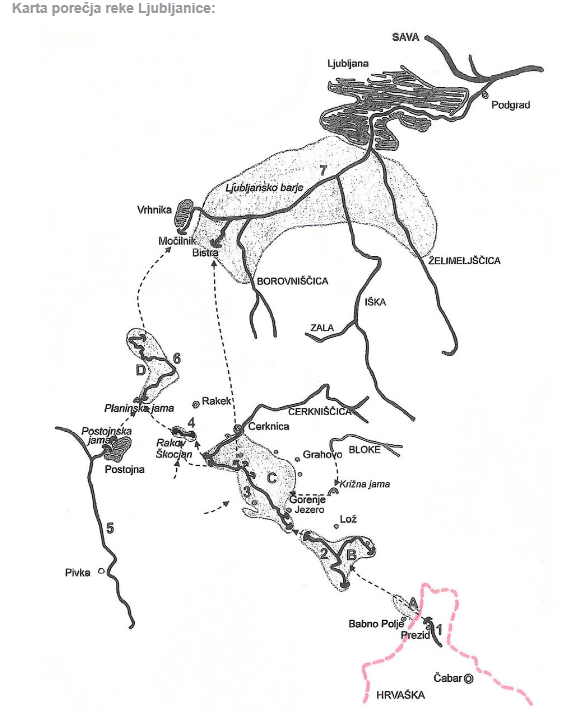 Karta porečja reke Ljubljanice:
SAVA
Ljubljana
Podgrad
7
Ljubljansko barje
Vrhnika
Močilnik
Bistra
ŽELIMELJŠČICA
BOROVNIŠČICA
IŠKA
ZALA
6
D
Rakek
Planinska jama
ČERKNIŠČICA
4
Cerknica
Postojnska
jama
Rakov
Škocjan
BLOKE
Grahovo
Postojna
C
Križna jama
3
Gorenje
Jezero
Lož
5
2
B
Pivka
A
Babno Polje
1
Prezid
Čabar
HRVAŠKA